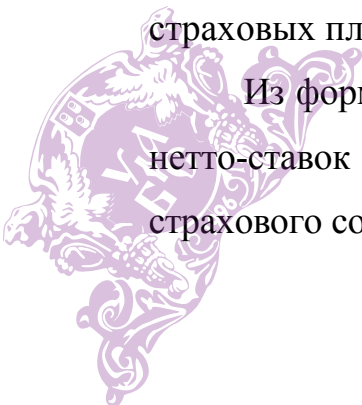 страховых пл
Из форм
нетто-ставок
страхового со